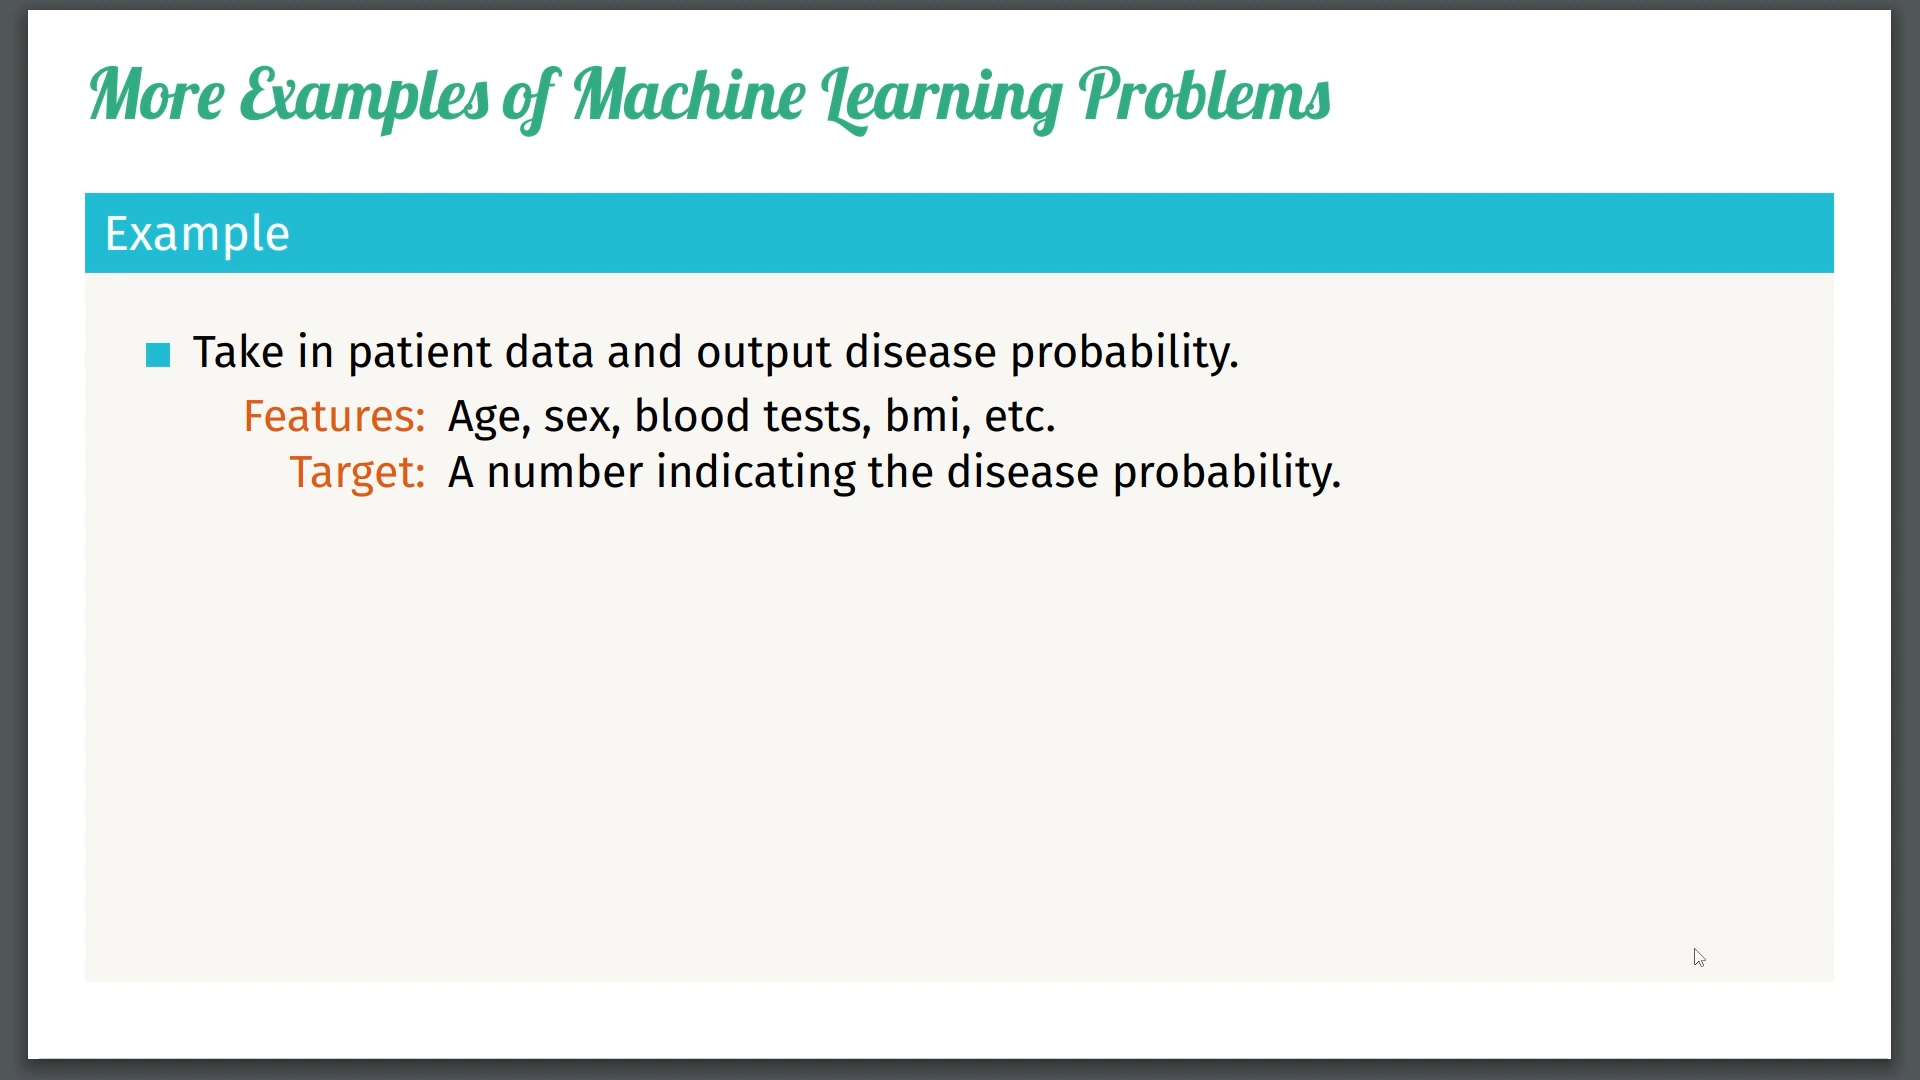 More Examples of Machine Learning Problems
Example
Take in patient data and output disease probability.
Features: Age, sex, blood tests, bmi, etc.
Target: A number indicating the disease probability.